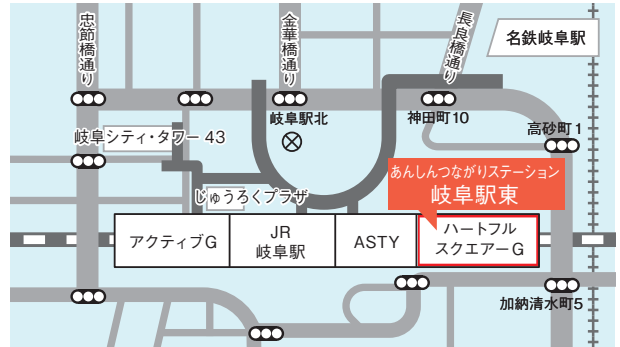 忠節橋通り
金華橋通り
長良橋通り
名鉄岐阜駅
岐阜駅北
神田町10
高砂町1
岐阜シティ・タワー43
じゅうろくプラザ
あんしんつながりステーション
岐阜駅東
アクティブG
JR
岐阜駅
ASTY
ハートフル
スクエアーG
加納清水町5